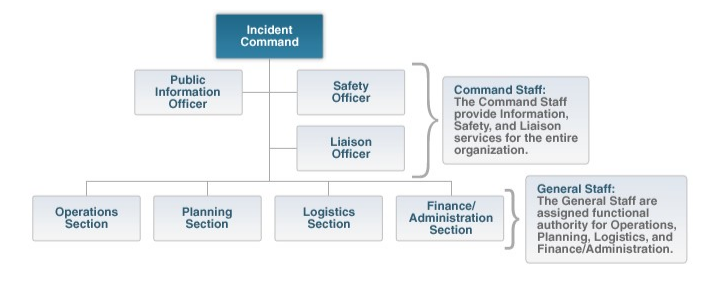 Incident
Command
Public
Information
Officer
Safety
Officer
Liaison
Officer
Command Staff:
The Command Staff
provide Information,
Safety, and Liaison
services for the entire
organization.
Operations
Section
Planning
Section
Logistics
Section
Finance/
Administration
Section
General Staff:
The General Staff are
assigned functional
authority for Operations,
Planning, Logistics, and
Finance/Administration.